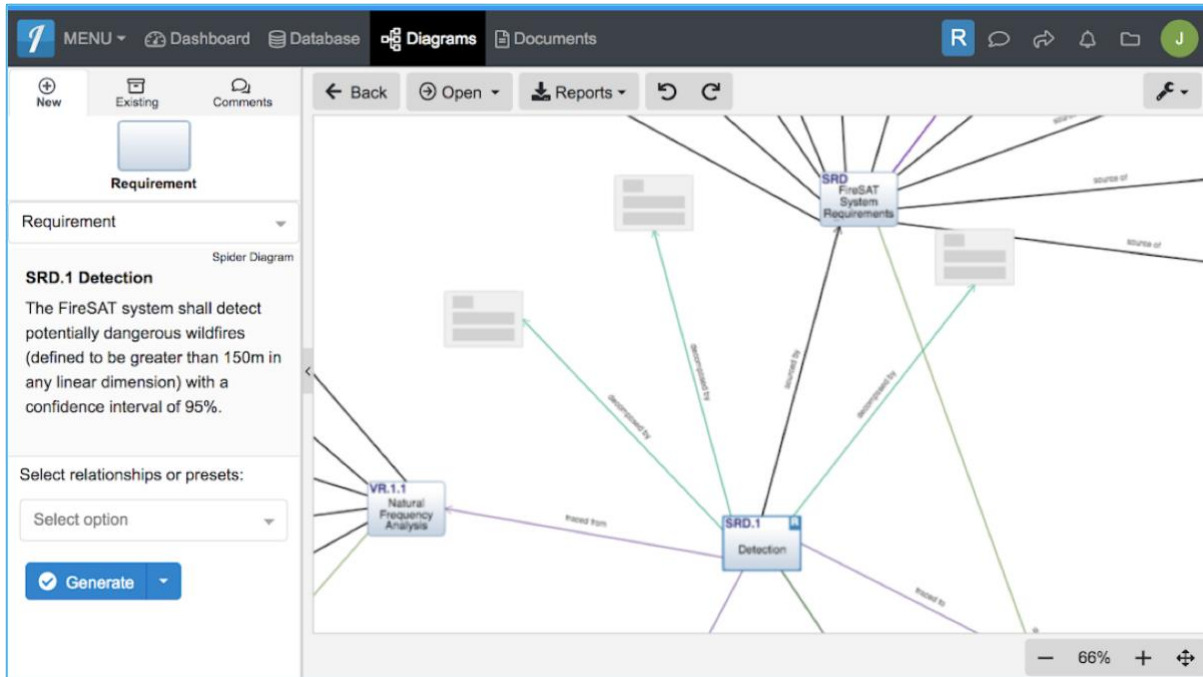 MENU
Dashboard
Database
Diagrams
Documents
R
J
New
Existing
Comments
Back
Open
Reports
Requirement
Requirement
Spider Diagram
SRD.1 Detection
The FireSAT system shall detect
potentially dangerous wildfires
(defined to be greater than 150m in
any linear dimension) with a
confidence interval of 95%.
Select relationships or presets:
Select option
Generate
SRD
FireSAT
System
Requirements
source of
source of
decomposed by
decomposed by
sourced by
decomposed by
VR.1.1
Natural
Frequency
Analysis
traced from
SRD.1
R
Detection
traced to
66%